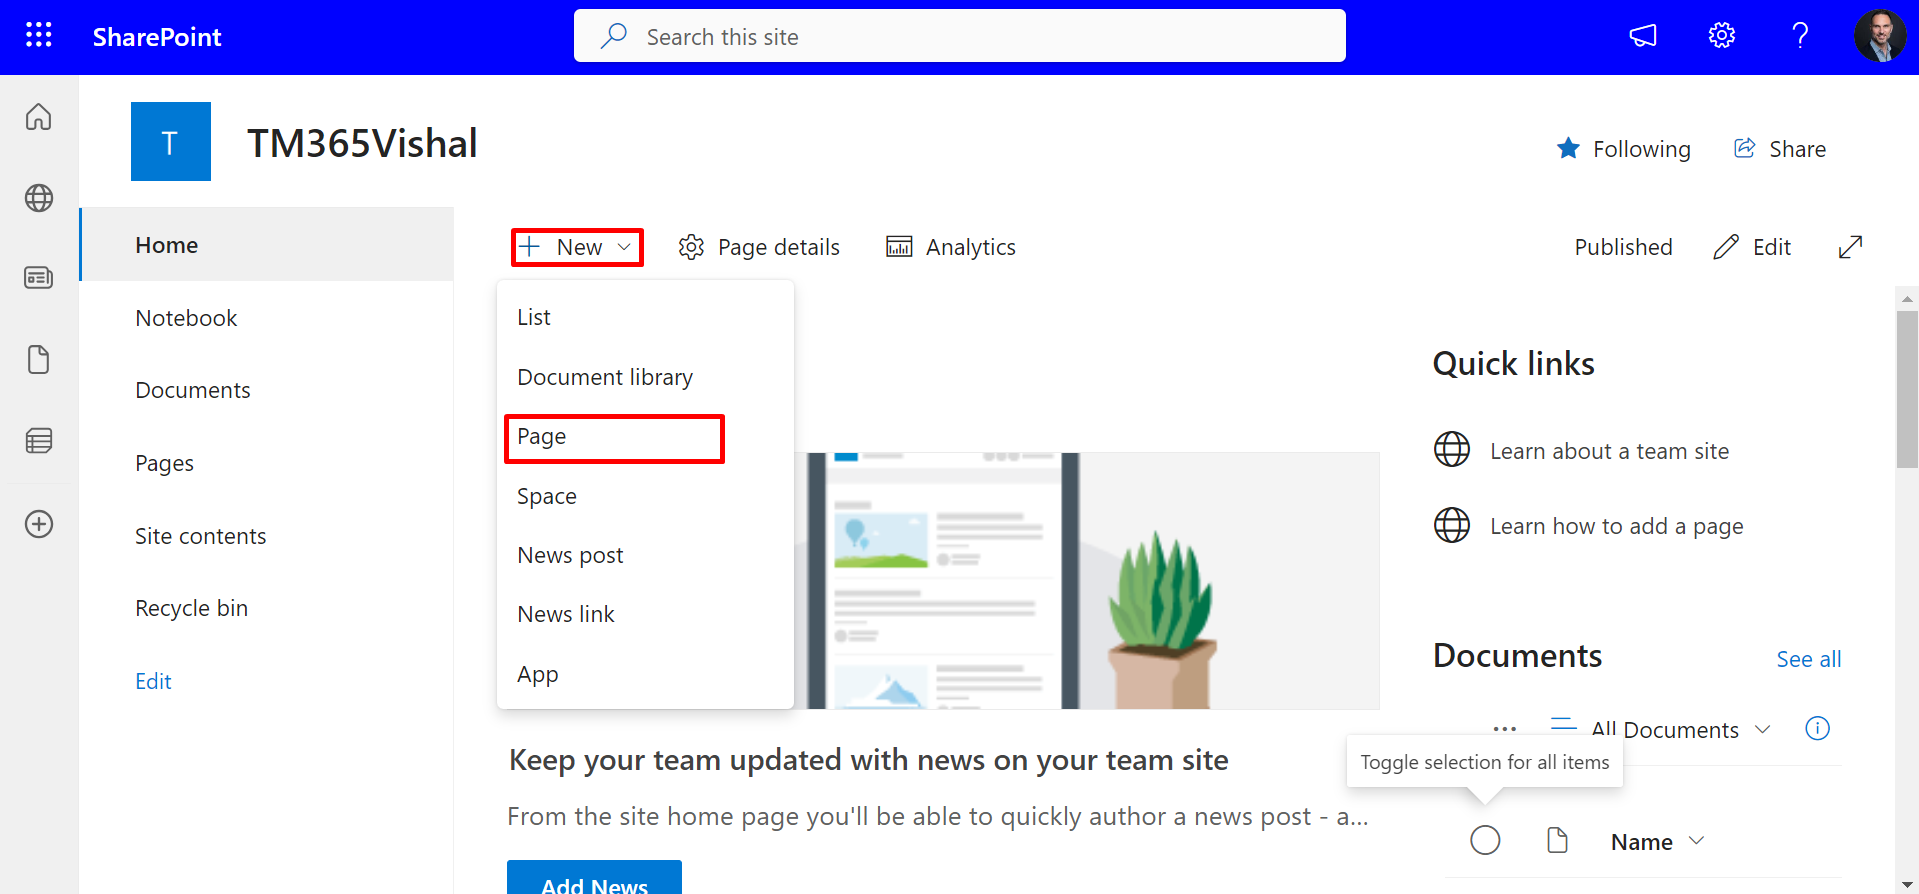 SharePoint
Search this site
T
TM365Vishal
Following
Share
Home
Notebook
Documents
Pages
Site contents
Recycle bin
Edit
New
Page details
Analytics
Published
Edit
List
Document library
Page
Space
News post
News link
App
Keep your team updated with news on your team site
From the site home page you'll be able to quickly author a news post - a...
Add News
Quick links
Learn about a team site
Learn how to add a page
Documents
See all
All Documents
Toggle selection for all items
Name